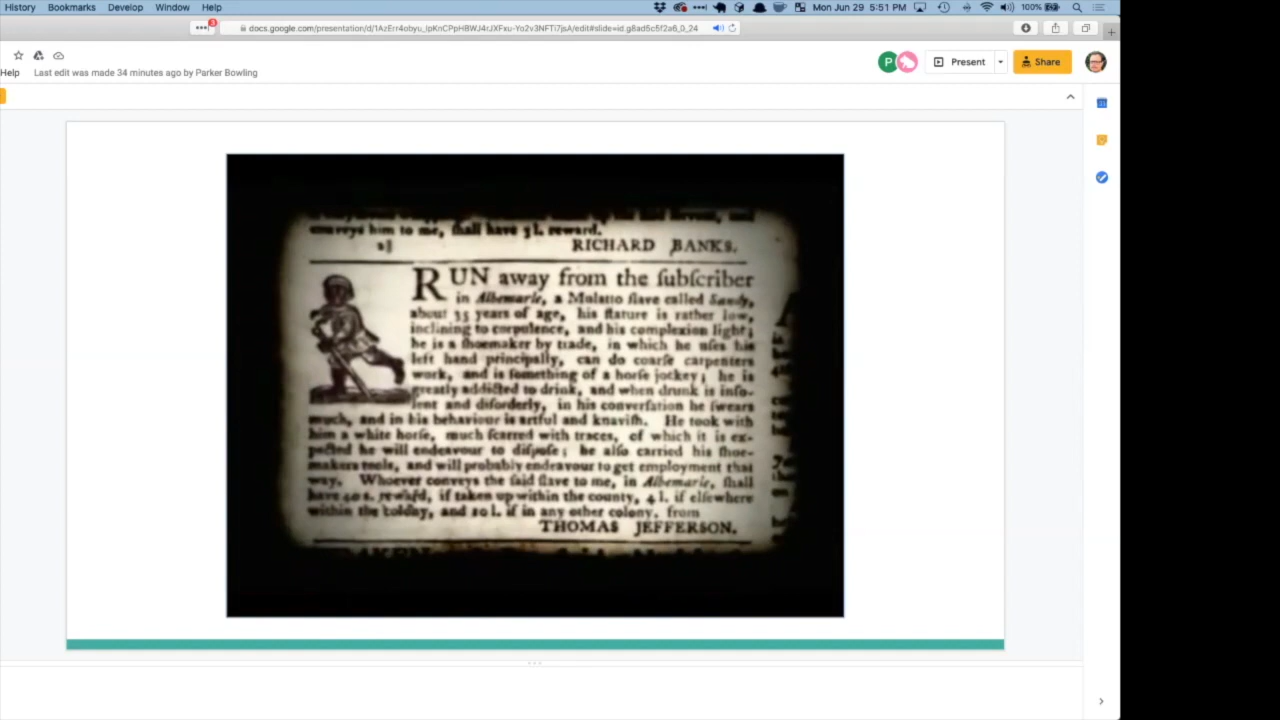 History Bookmarks Develop Window Help Mon Jun 29 5:51 PM 100%
3
docs.google.com/presentation/d/1AzErr4obyu_IpKnCPpHBWJ4rJXFxu-Yo2v3NFTi7jsA/edit#slide=id.g8ad5c5f2a6_0_24
Help Last edit was made 34 minutes ago by Parker Bowling
P Present Share
31
conveys him to me, ſhall have 3 l. reward.
RICHARD BANKS.
RUN away from the ſubſcriber
in Albemarle, a Mulatto ſlave called Sandy,
about 35 years of age, his ſtature is rather low,
inclining to corpulence, and his complexion light;
he is a ſhoemaker by trade, in which he uſes his
left hand principally, can do coarſe carpenters
work, and is ſomething of a horſe jockey; he is
greatly addicted to drink, and when drunk is inſo-
lent and diſorderly, in his converſation he ſwears
much, and in his behaviour is artful and knaviſh. He took with
him a white horſe, much ſcarred with traces, of which it is ex-
pected he will endeavour to diſpoſe; he alſo carried his ſhoe-
makers tools, and will probably endeavour to get employment that
way. Whoever conveys the ſaid ſlave to me, in Albemarle, ſhall
have 40 s. reward, if taken up within the county, 4 l. if elſewhere
within the colony, and 10 l. if in any other colony, from
THOMAS JEFFERSON.